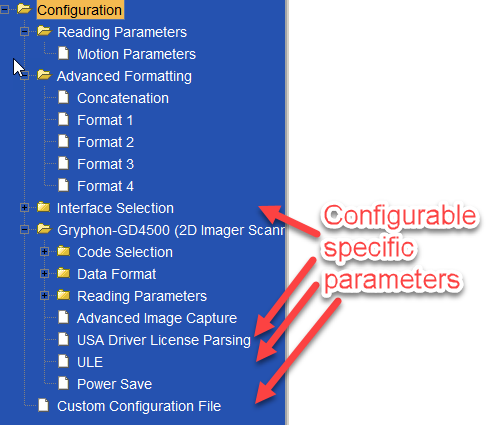 Configuration
Reading Parameters
Motion Parameters
Advanced Formatting
Concatenation
Format 1
Format 2
Format 3
Format 4
Interface Selection
Gryphon-GD4500 (2D Imager Scanr
Code Selection
Data Format
Reading Parameters
Advanced Image Capture
USA Driver License Parsing
ULE
Power Save
Custom Configuration File
Configurable
specific
parameters